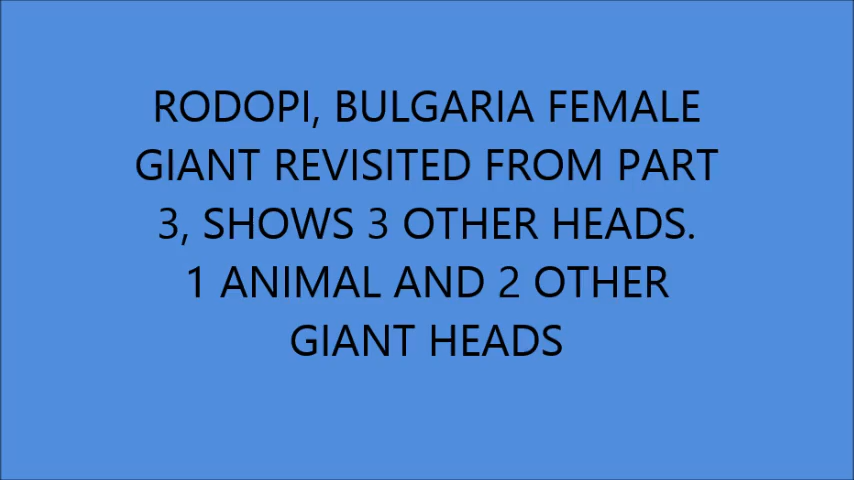 RODOPI, BULGARIA FEMALE
GIANT REVISITED FROM PART
3, SHOWS 3 OTHER HEADS.
1 ANIMAL AND 2 OTHER
GIANT HEADS